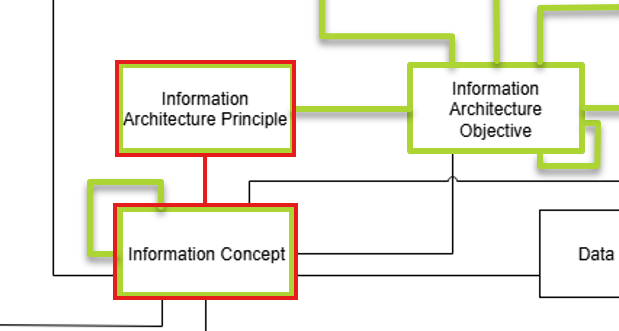 Information
Architecture Principle
Information
Architecture
Objective
Information Concept
Data